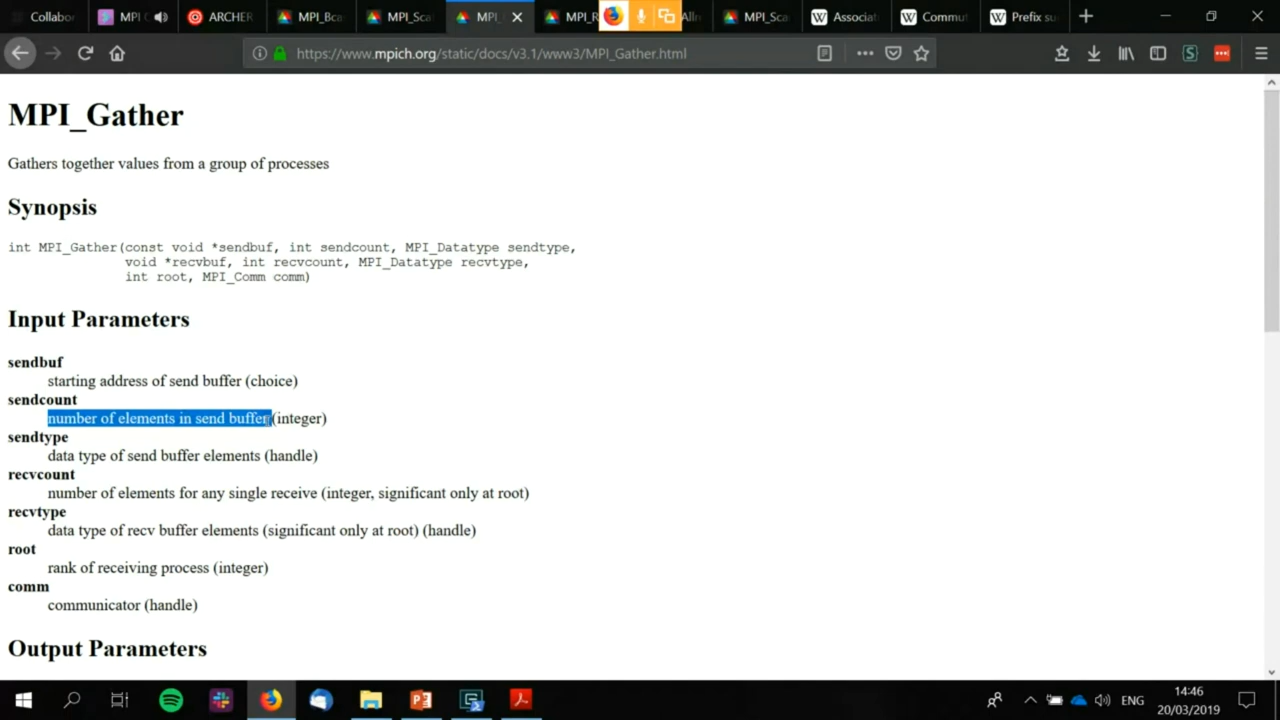 Collabo
MPI
ARCHER
MPI_Bca
MPI_Sca
MPI_
MPI_R
Allr
MPI_Sca
Associat
Commut
Prefix su
https://www.mpich.org/static/docs/v3.1/www3/MPI_Gather.html
MPI_Gather
Gathers together values from a group of processes
Synopsis
int MPI_Gather(const void *sendbuf, int sendcount, MPI_Datatype sendtype,
void *recvbuf, int recvcount, MPI_Datatype recvtype,
int root, MPI_Comm comm)
Input Parameters
sendbuf
starting address of send buffer (choice)
sendcount
number of elements in send buffer (integer)
sendtype
data type of send buffer elements (handle)
recvcount
number of elements for any single receive (integer, significant only at root)
recvtype
data type of recv buffer elements (significant only at root) (handle)
root
rank of receiving process (integer)
comm
communicator (handle)
Output Parameters
ENG
14:46
20/03/2019